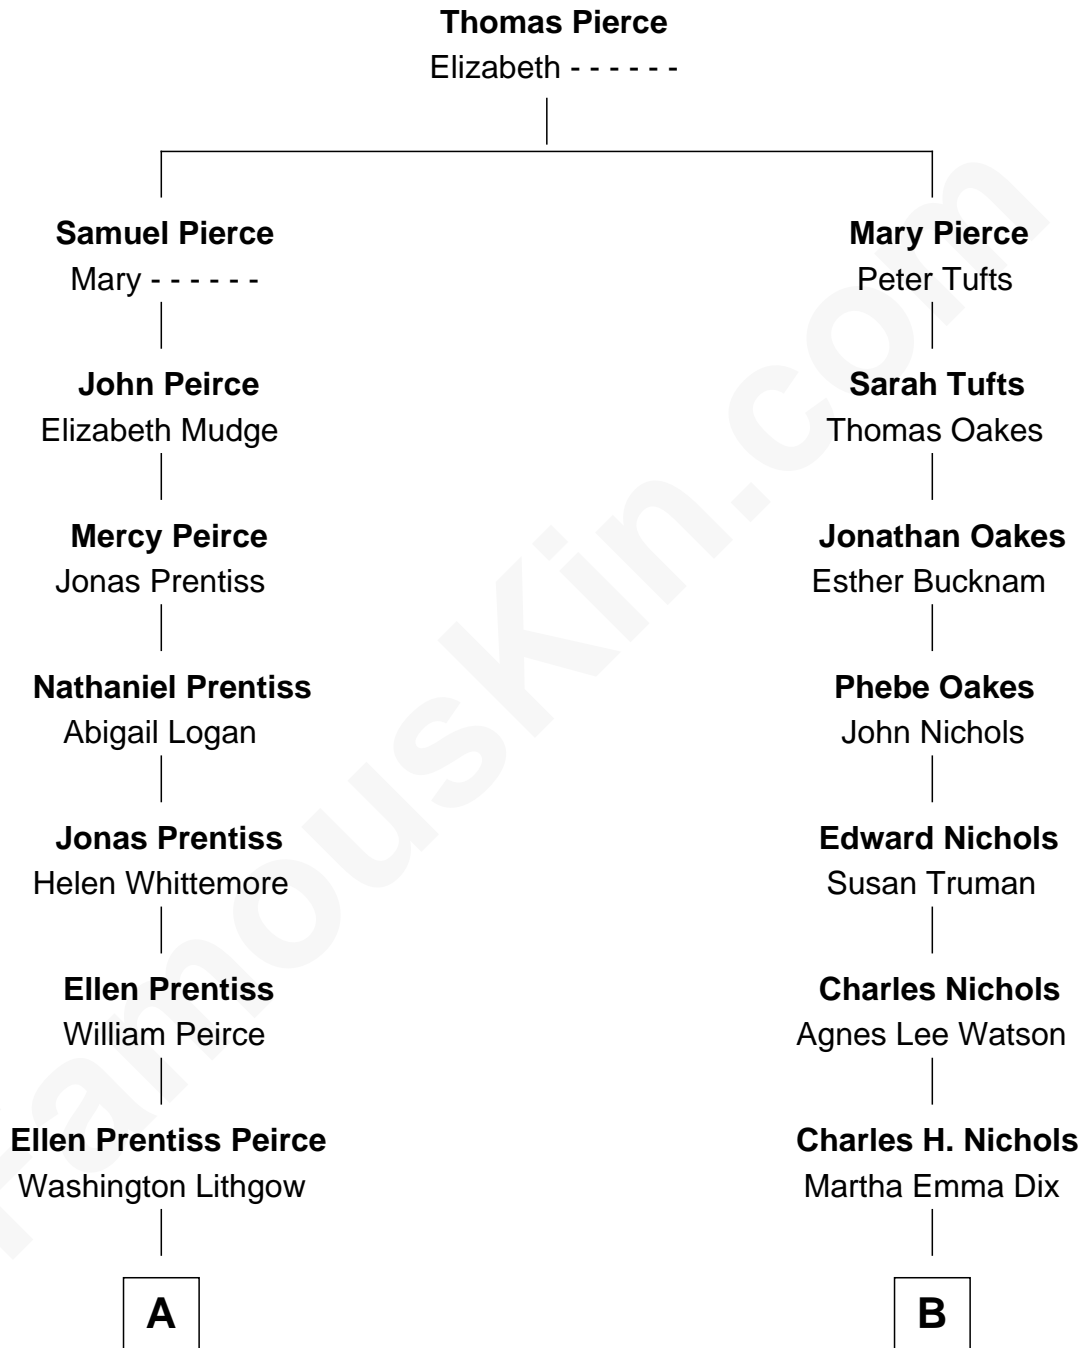 Thomas Pierce
Elizabeth - - - - - -
Samuel Pierce
Mary - - - - - -
Mary Pierce
Peter Tufts
John Peirce
Elizabeth Mudge
Sarah Tufts
Thomas Oakes
Mercy Peirce
Jonas Prentiss
Jonathan Oakes
Esther Bucknam
Nathaniel Prentiss
Abigail Logan
Phebe Oakes
John Nichols
Jonas Prentiss
Helen Whittemore
Edward Nichols
Susan Truman
Ellen Prentiss
William Peirce
Charles Nichols
Agnes Lee Watson
Ellen Prentiss Peirce
Washington Lithgow
Charles H. Nichols
Martha Emma Dix
A
B
FamousKin.com